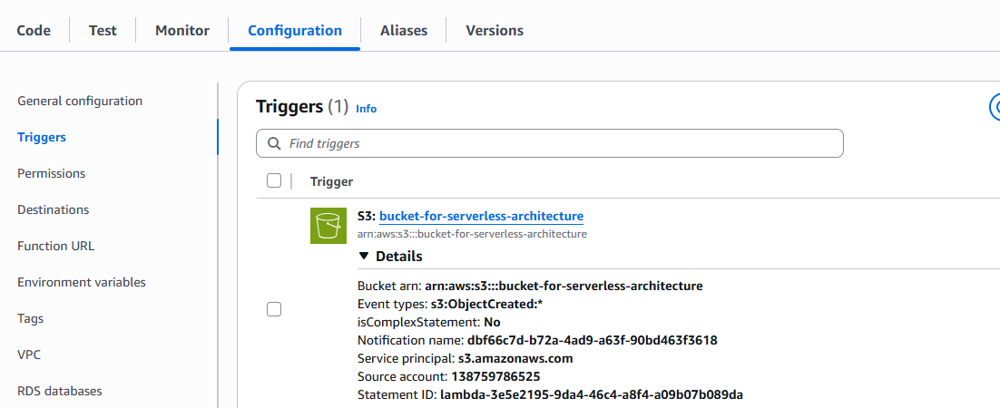 Code Test Monitor Configuration Aliases Versions
General configuration
Triggers
Permissions
Destinations
Function URL
Environment variables
Tags
VPC
RDS databases
Triggers (1) Info
Find triggers
Trigger
S3: bucket-for-serverless-architecture
arn:aws:s3:::bucket-for-serverless-architecture
▼ Details
Bucket arn: arn:aws:s3:::bucket-for-serverless-architecture
Event types: s3:ObjectCreated:*
isComplexStatement: No
Notification name: dbf66c7d-b72a-4ad9-a63f-90bd463f3618
Service principal: s3.amazonaws.com
Source account: 138759786525
Statement ID: lambda-3e5e2195-9da4-46c4-a8f4-a09b07b089da